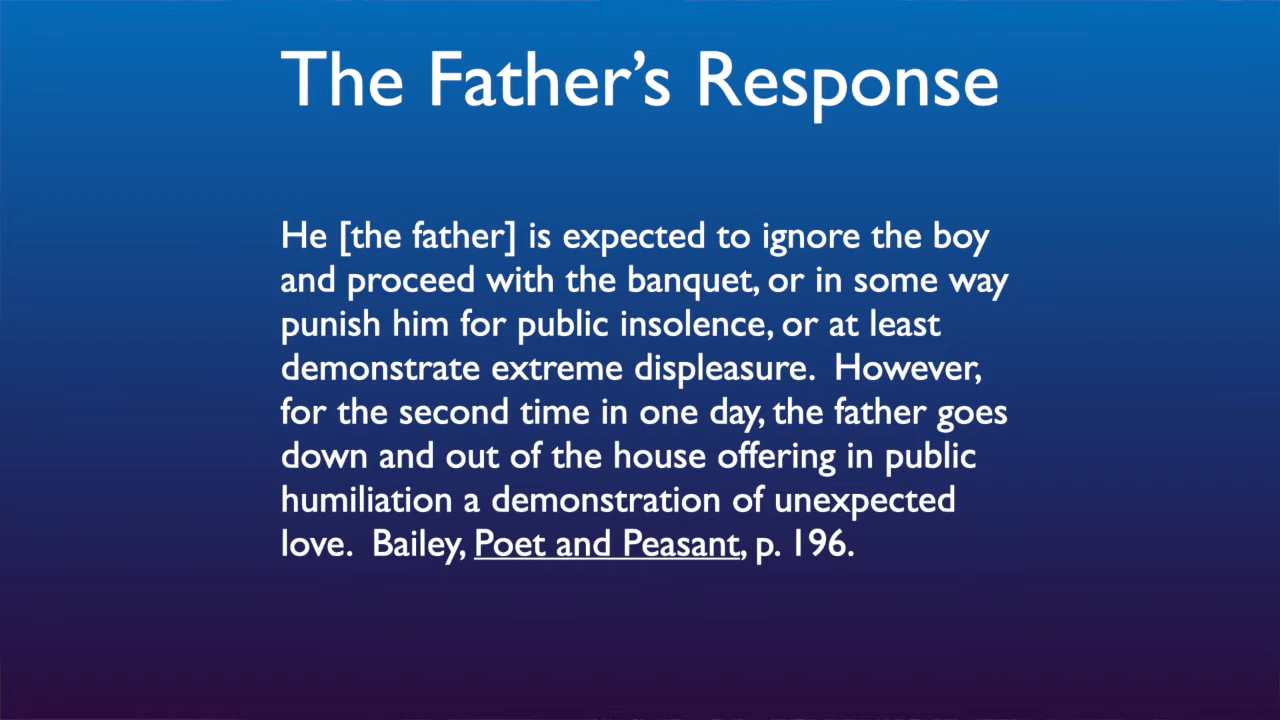 The Father’s Response
He [the father] is expected to ignore the boy
and proceed with the banquet, or in some way
punish him for public insolence, or at least
demonstrate extreme displeasure.  However,
for the second time in one day, the father goes
down and out of the house offering in public
humiliation a demonstration of unexpected
love.  Bailey, Poet and Peasant, p. 196.